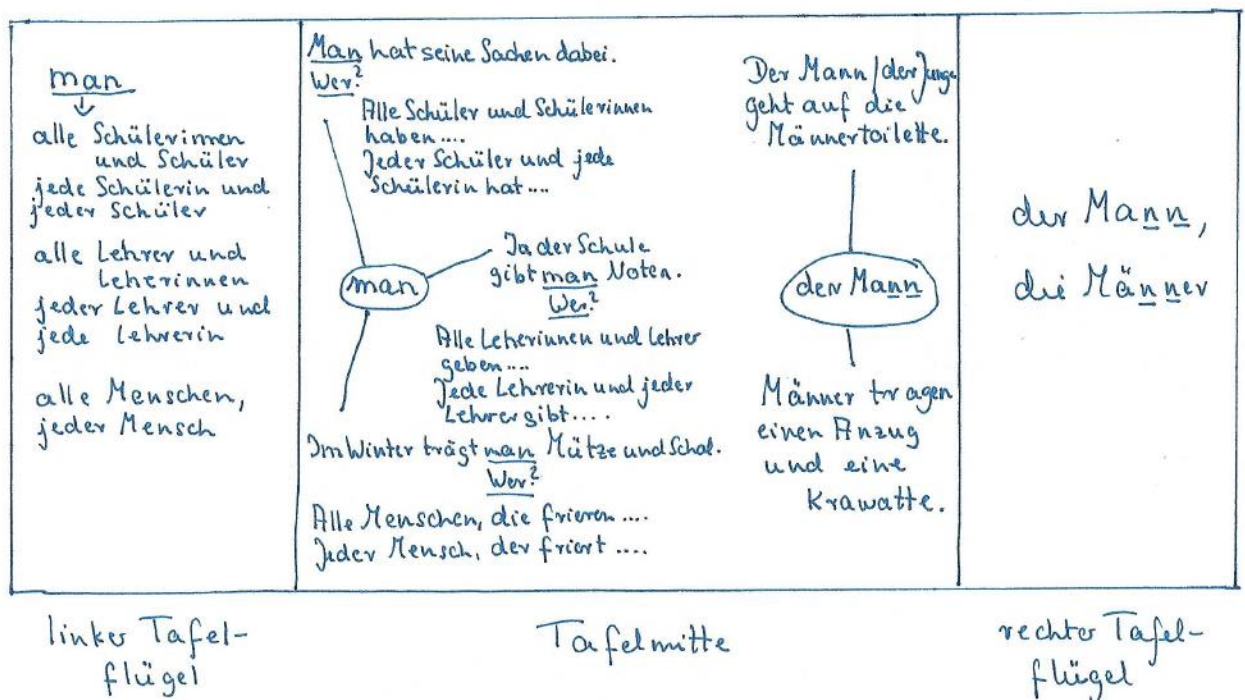 man
alle Schülerinnen
und Schüler
jede Schülerin und
jeder Schüler
alle Lehrer und
Leherinnen
jeder Lehrer und
jede Lehrerin
alle Menschen,
jeder Mensch
Man hat seine Sachen dabei.
Wer?
Alle Schüler und Schülerinnen
haben....
Jeder Schüler und jede
Schülerin hat....
man
In der Schule
gibt man Noten.
Wer?
Alle Leherinnen und Lehrer
geben....
Jede Lehrerin und jeder
Lehrer gibt....
Im Winter trägt man Mütze und Schal.
Wer?
Alle Menschen, die frieren....
Jeder Mensch, der friert....
Der Mann/der Junge
geht auf die
Männertoilette.
der Mann
Männer tragen
einen Anzug
und eine
Krawatte.
der Mann,
die Männer
linker Tafel-
flügel
Tafelmitte
rechter Tafel-
flügel